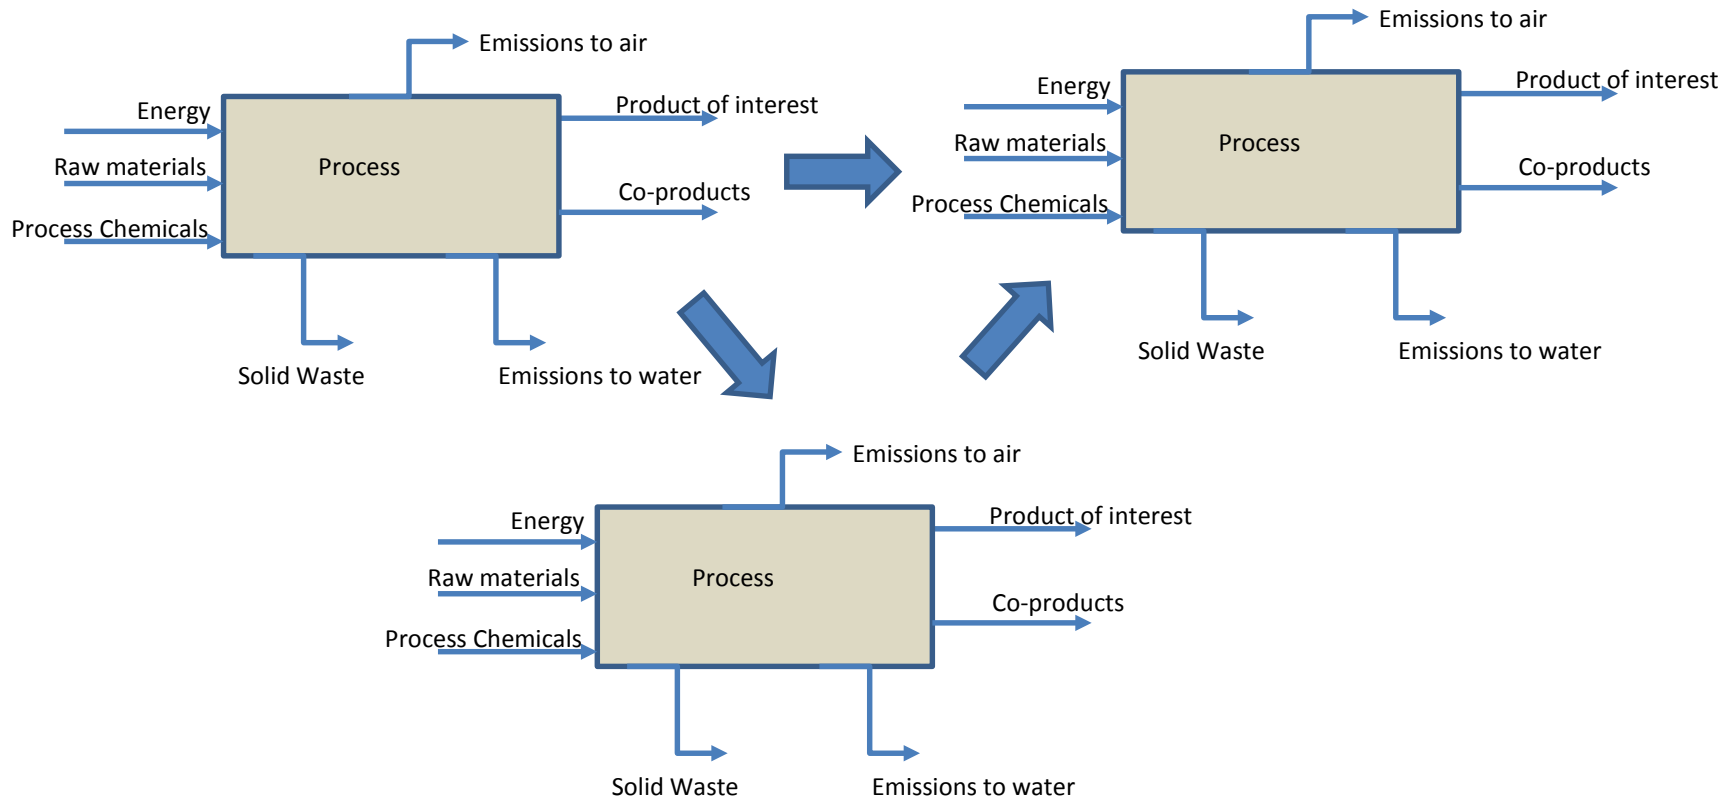 Emissions to air
Energy
Product of interest
Raw materials
Process
Co-products
Process Chemicals
Solid Waste
Emissions to water
Emissions to air
Energy
Product of interest
Raw materials
Process
Co-products
Process Chemicals
Solid Waste
Emissions to water
Emissions to air
Energy
Product of interest
Raw materials
Process
Co-products
Process Chemicals
Solid Waste
Emissions to water